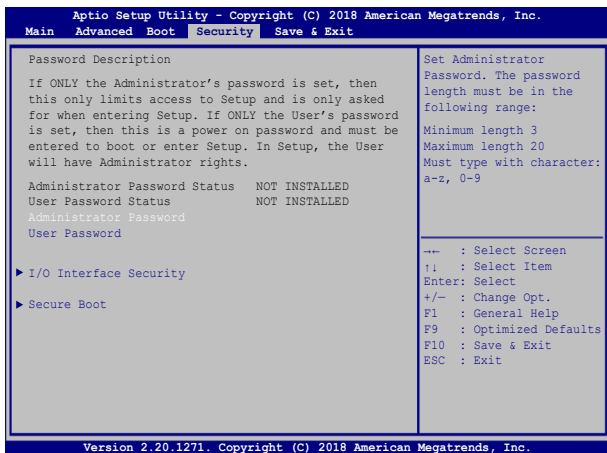 Aptio Setup Utility - Copyright (C) 2018 American Megatrends, Inc.
Main Advanced Boot Security Save & Exit
Password Description
If ONLY the Administrator's password is set, then
this only limits access to Setup and is only asked
for when entering Setup. If ONLY the User's password
is set, then this is a power on password and must be
entered to boot or enter Setup. In Setup, the User
will have Administrator rights.
Administrator Password Status NOT INSTALLED
User Password Status NOT INSTALLED
Administrator Password
User Password
► I/O Interface Security
► Secure Boot
Set Administrator
Password. The password
length must be in the
following range:
Minimum length 3
Maximum length 20
Must type with character:
a-z, 0-9
→← : Select Screen
↑↓ : Select Item
Enter: Select
+/— : Change Opt.
F1 : General Help
F9 : Optimized Defaults
F10 : Save & Exit
ESC : Exit
Version 2.20.1271. Copyright (C) 2018 American Megatrends, Inc.